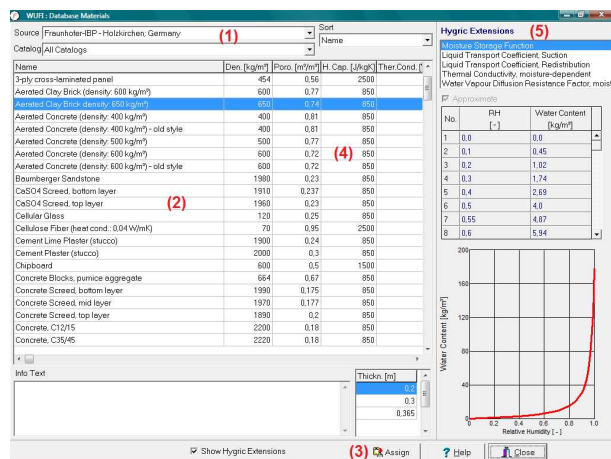 WUFI : Database Materials
Source Fraunhofer-IBP - Holzkirchen; Germany (1) Sort
Name
Catalog All Catalogs
Name Den. [kg/m³] Poro. [m³/m³] H. Cap. [J/kgK] Ther.Cond. [
3-ply cross-laminated panel 454 0,56 2500
Aerated Clay Brick (density: 600 kg/m³) 600 0,77 850
Aerated Clay Brick density: 650 kg/m³) 650 0,74 850
Aerated Concrete (density: 400 kg/m³) 400 0,81 850
Aerated Concrete (density: 400 kg/m³) - old style 400 0,81 850
Aerated Concrete (density: 500 kg/m³) 500 0,77 850
Aerated Concrete (density: 600 kg/m³) 600 0,72 (4) 850
Aerated Concrete (density: 600 kg/m³) - old style 600 0,72 850
Baumberger Sandstone 1980 0,23 850
CaSO4 Screed, bottom layer 1910 0,237 850
CaSO4 Screed, top layer (2) 1960 0,23 850
Cellular Glass 120 0,25 850
Cellulose Fiber (heat cond.: 0,04 W/mK) 70 0,95 2500
Cement Lime Plaster (stucco) 1900 0,24 850
Cement Plaster (stucco) 2000 0,3 850
Chipboard 600 0,5 1500
Concrete Blocks, pumice aggregate 664 0,67 850
Concrete Screed, bottom layer 1990 0,175 850
Concrete Screed, mid layer 1970 0,177 850
Concrete Screed, top layer 1890 0,2 850
Concrete, C12/15 2200 0,18 850
Concrete, C35/45 2220 0,18 850
Info Text
Thickn. [m]
0,2
0,3
0,365
Show Hygric Extensions (3) Assign ? Help Close
Hygric Extensions (5)
Moisture Storage Function
Liquid Transport Coefficient, Suction
Liquid Transport Coefficient, Redistribution
Thermal Conductivity, moisture-dependent
Water Vapour Diffusion Resistance Factor, moist
Approximate
No. RH [-] Water Content [kg/m³]
1 0,0 0,0
2 0,1 0,45
3 0,2 1,02
4 0,3 1,74
5 0,4 2,69
6 0,5 4,0
7 0,55 4,87
8 0,6 5,94
Water Content [kg/m³]
200
160
120
80
40
0
0 0.2 0.4 0.6 0.8 1.0
Relative Humidity [ - ]